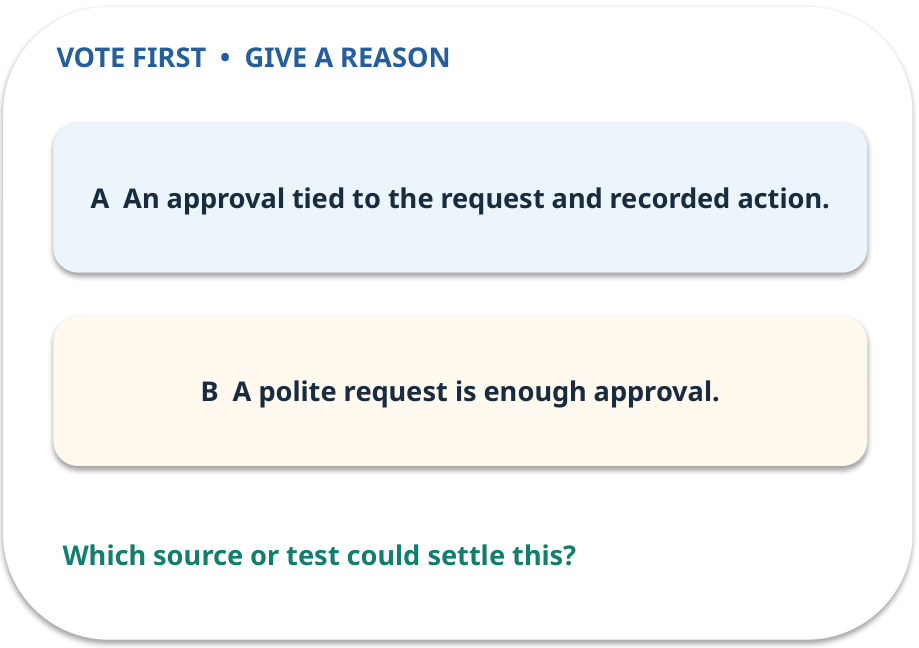 VOTE FIRST • GIVE A REASON
A An approval tied to the request and recorded action.
B A polite request is enough approval.
Which source or test could settle this?